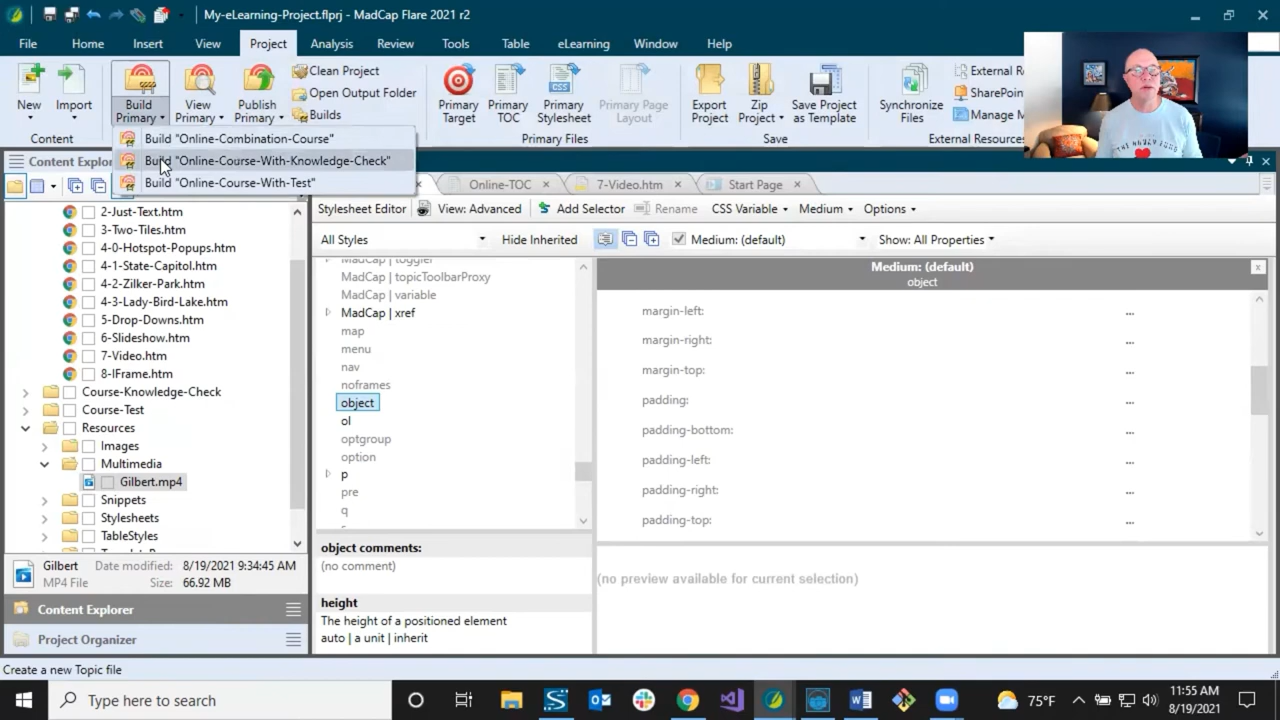 My-eLearning-Project.flprj - MadCap Flare 2021 r2
File Home Insert View Project Analysis Review Tools Table eLearning Window Help
New
Import
Build Primary
View Primary
Publish Primary
Clean Project
Open Output Folder
Builds
Primary Target
Primary TOC
Primary Stylesheet
Primary Page Layout
Export Project
Zip Project
Save Project as Template
Synchronize Files
External
SharePoin
Manage
Content
Primary Files
Save
Build "Online-Combination-Course"
Build "Online-Course-With-Knowledge-Check"
Build "Online-Course-With-Test"
Content Explorer
2-Just-Text.htm
3-Two-Tiles.htm
4-0-Hotspot-Popups.htm
4-1-State-Capitol.htm
4-2-Zilker-Park.htm
4-3-Lady-Bird-Lake.htm
5-Drop-Downs.htm
6-Slideshow.htm
7-Video.htm
8-IFrame.htm
Course-Knowledge-Check
Course-Test
Resources
Images
Multimedia
Gilbert.mp4
Snippets
Stylesheets
TableStyles
Gilbert Date modified: 8/19/2021 9:34:45 AM
MP4 File Size: 66.92 MB
Content Explorer
Project Organizer
Online-TOC
7-Video.htm
Start Page
Stylesheet Editor View: Advanced Add Selector Rename CSS Variable Medium Options
All Styles Hide Inherited Medium: (default) Show: All Properties
MadCap | toggler
MadCap | topicToolbarProxy
MadCap | variable
MadCap | xref
map
menu
nav
noframes
object
ol
optgroup
option
p
pre
q
object comments:
(no comment)
height
The height of a positioned element
auto | a unit | inherit
Medium: (default)
object
margin-left: ...
margin-right: ...
margin-top: ...
padding: ...
padding-bottom: ...
padding-left: ...
padding-right: ...
padding-top: ...
(no preview available for current selection)
Create a new Topic file
Type here to search
75°F
11:55 AM
8/19/2021